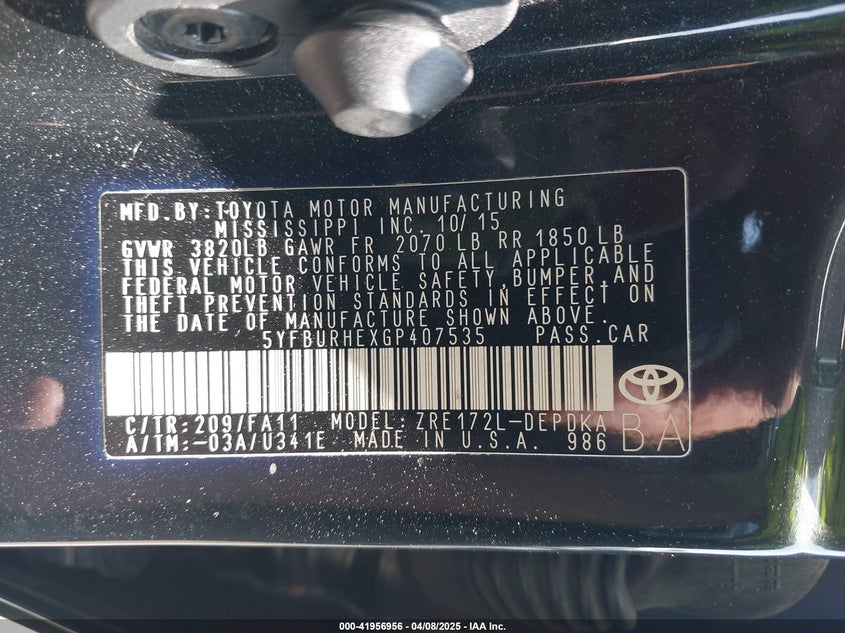 MFD.BY:TOYOTA MOTOR MANUFACTURING
MISSISSIPPI INC. 10/15
GVWR 3820LB GAWR FR 2070 LB RR 1850 LB
THIS VEHICLE CONFORMS TO ALL APPLICABLE
FEDERAL MOTOR VEHICLE SAFETY,BUMPER,AND
THEFT PREVENTION STANDARDS IN EFFECT ON
THE DATE OF MANUFACTURE SHOWN ABOVE.
5YFBURHEXGP407535 PASS.CAR
C/TR:209/FA11 MODEL:ZRE172L-DEPDKA
A/TM:-03A/U341E MADE IN U.S.A. 986
BA
000-41956956 - 04/08/2025 - IAA Inc.